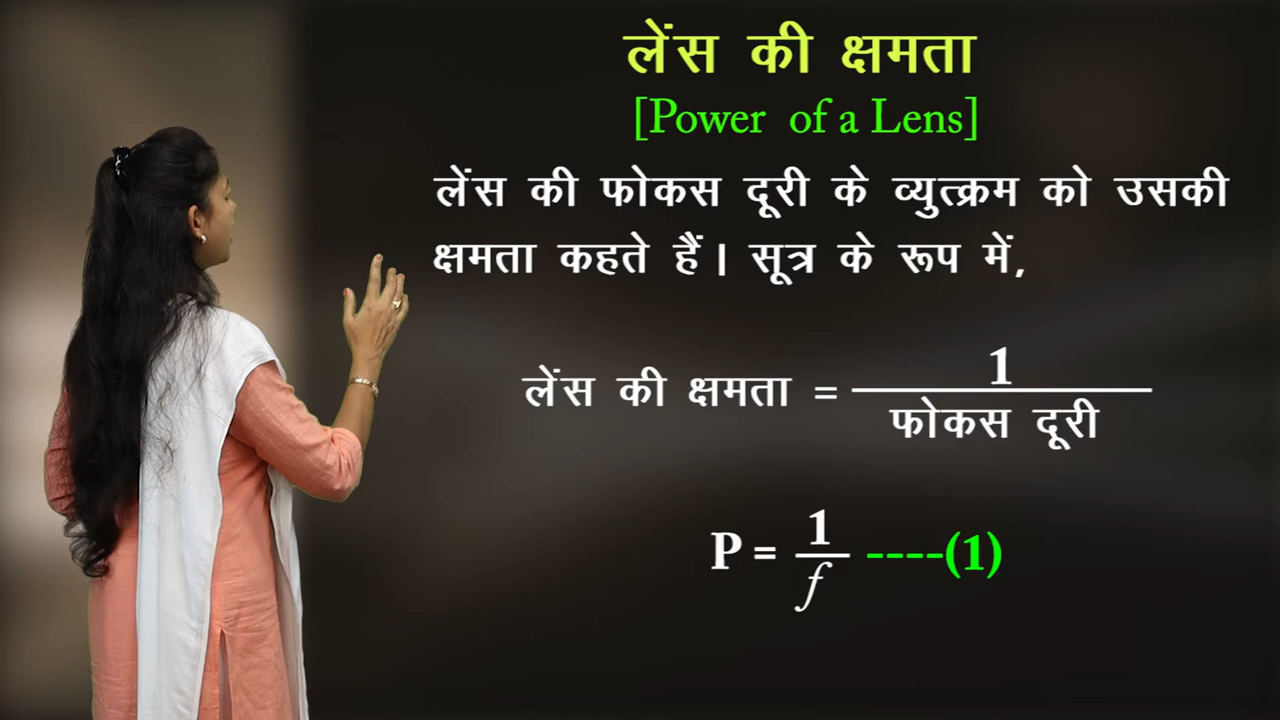 लेंस की क्षमता
[Power of a Lens]
लेंस की फोकस दूरी के व्युत्क्रम को उसकी
क्षमता कहते हैं। सूत्र के रूप में,
लेंस की क्षमता = 1
फोकस दूरी
P = 1 ----(1)
f